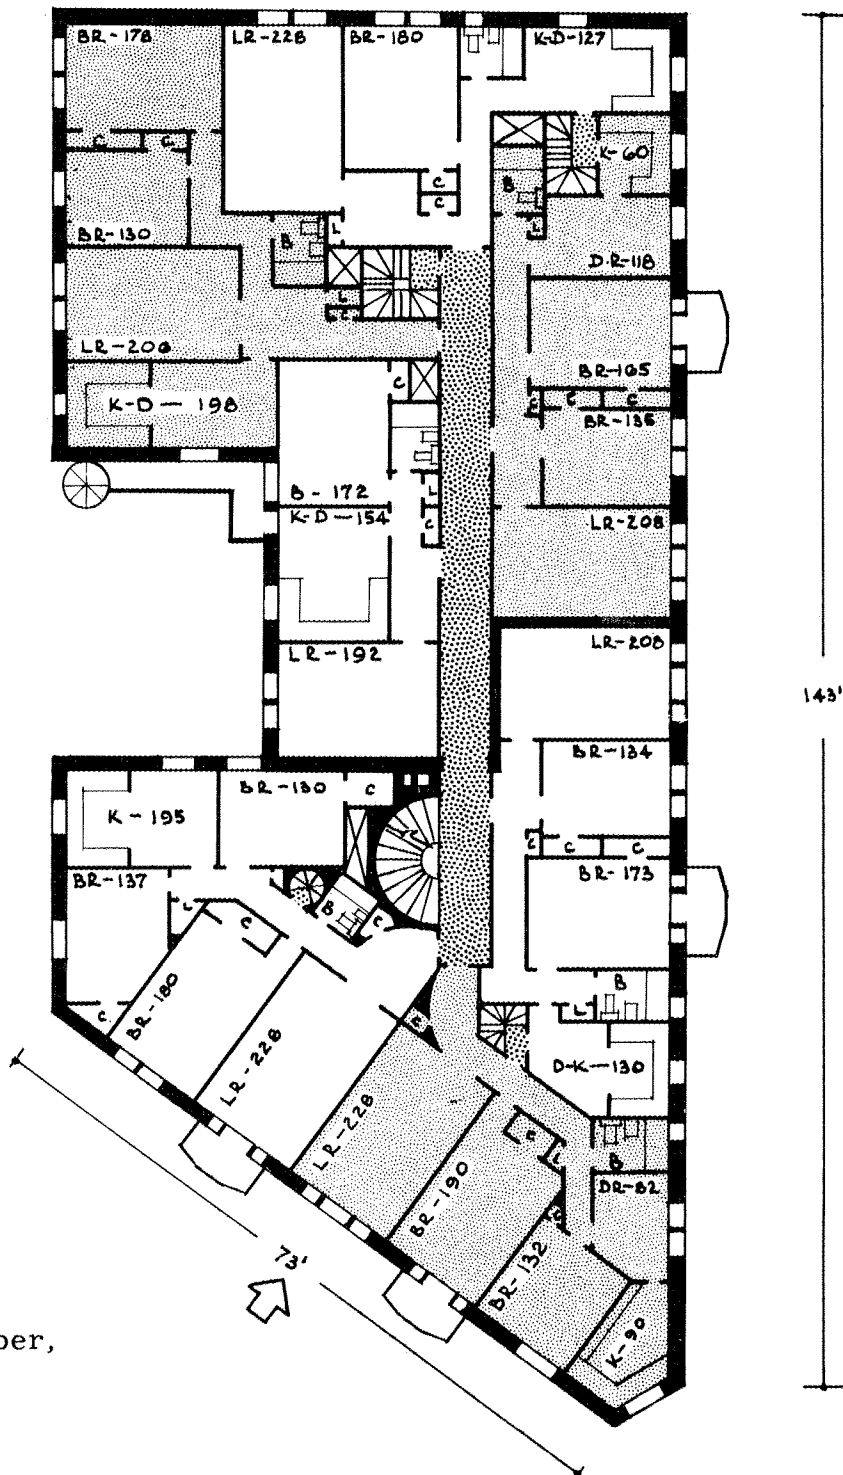 BR-178
LR-228
BR-180
K-D-127
C
C
K-60
C
C
B
BR-130
L
B
L
D.R-118
L
C
LR-206
BR-165
C
K-D-198
C
C
C
BR-135
B-172
L
K-D-154
C
LR-208
LR-192
LR-208
143'
BR-134
BR-130
C
K-195
C
C
C
BR-137
BR-173
L
B
C
C
B
BR-180
C
L
C
LR-228
D-K-130
LR-228
C
L
B
BR-190
DR-82
C
BR-132
73'
K-90
ber,